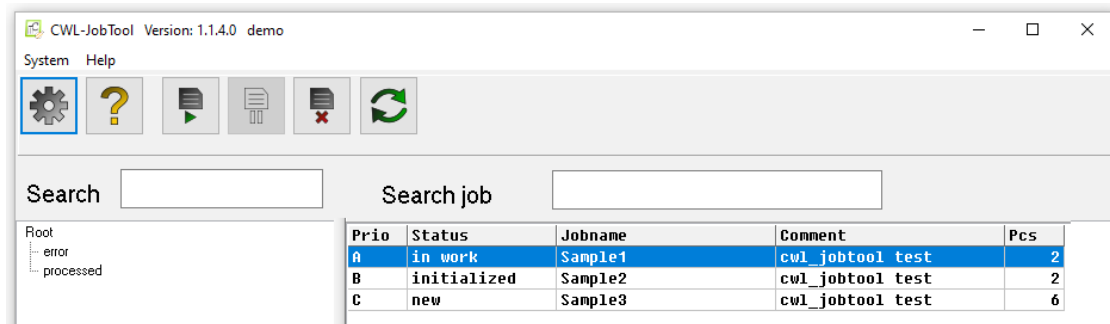 CWL-JobTool Version: 1.1.4.0 demo
System Help
Search Search job
Root
error
processed
Prio Status Jobname Comment Pcs
A in work Sample1 cwl_jobtool test 2
B initialized Sample2 cwl_jobtool test 2
C new Sample3 cwl_jobtool test 6